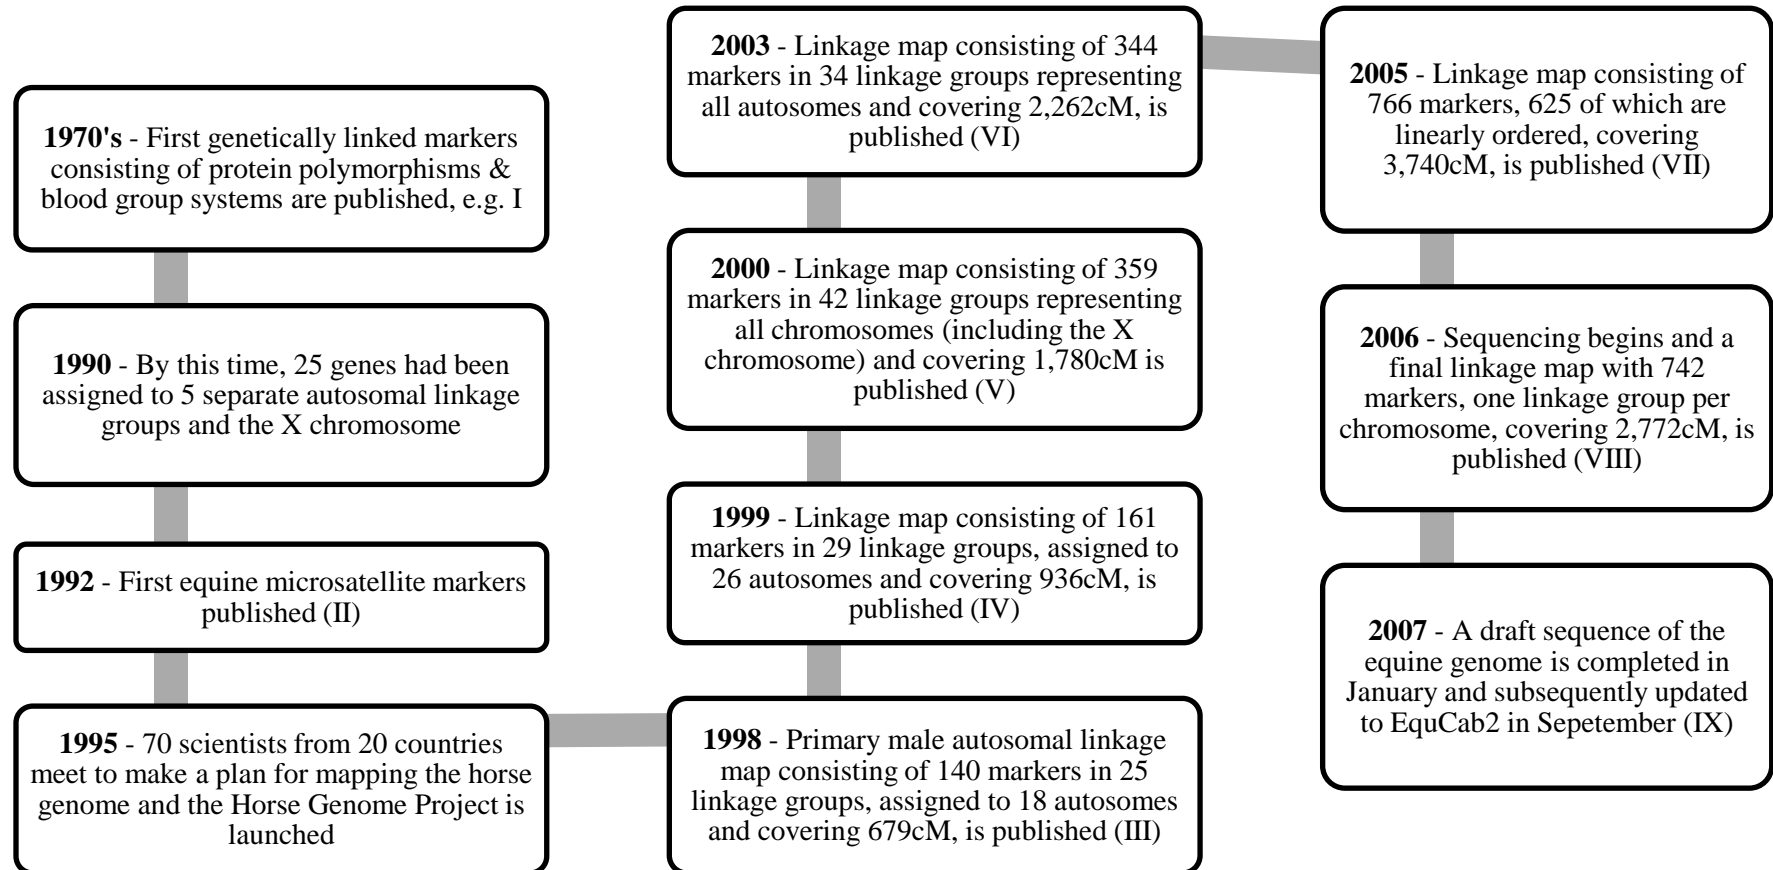 1970's - First genetically linked markers
consisting of protein polymorphisms &
blood group systems are published, e.g. I
1990 - By this time, 25 genes had been
assigned to 5 separate autosomal linkage
groups and the X chromosome
1992 - First equine microsatellite markers
published (II)
1995 - 70 scientists from 20 countries
meet to make a plan for mapping the horse
genome and the Horse Genome Project is
launched
1998 - Primary male autosomal linkage
map consisting of 140 markers in 25
linkage groups, assigned to 18 autosomes
and covering 679cM, is published (III)
1999 - Linkage map consisting of 161
markers in 29 linkage groups, assigned to
26 autosomes and covering 936cM, is
published (IV)
2000 - Linkage map consisting of 359
markers in 42 linkage groups representing
all chromosomes (including the X
chromosome) and covering 1,780cM is
published (V)
2003 - Linkage map consisting of 344
markers in 34 linkage groups representing
all autosomes and covering 2,262cM, is
published (VI)
2005 - Linkage map consisting of
766 markers, 625 of which are
linearly ordered, covering
3,740cM, is published (VII)
2006 - Sequencing begins and a
final linkage map with 742
markers, one linkage group per
chromosome, covering 2,772cM, is
published (VIII)
2007 - A draft sequence of the
equine genome is completed in
January and subsequently updated
to EquCab2 in Sepetember (IX)